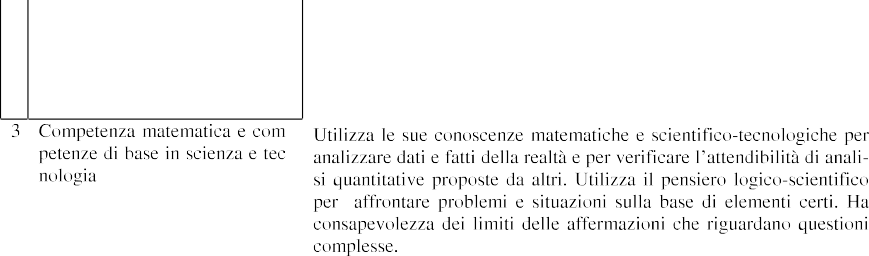 3 Competenza matematica e com
petenze di base in scienza e tec
nologia
Utilizza le sue conoscenze matematiche e scientifico-tecnologiche per
analizzare dati e fatti della realtà e per verificare l'attendibilità di anali-
si quantitative proposte da altri. Utilizza il pensiero logico-scientifico
per affrontare problemi e situazioni sulla base di elementi certi. Ha
consapevolezza dei limiti delle affermazioni che riguardano questioni
complesse.